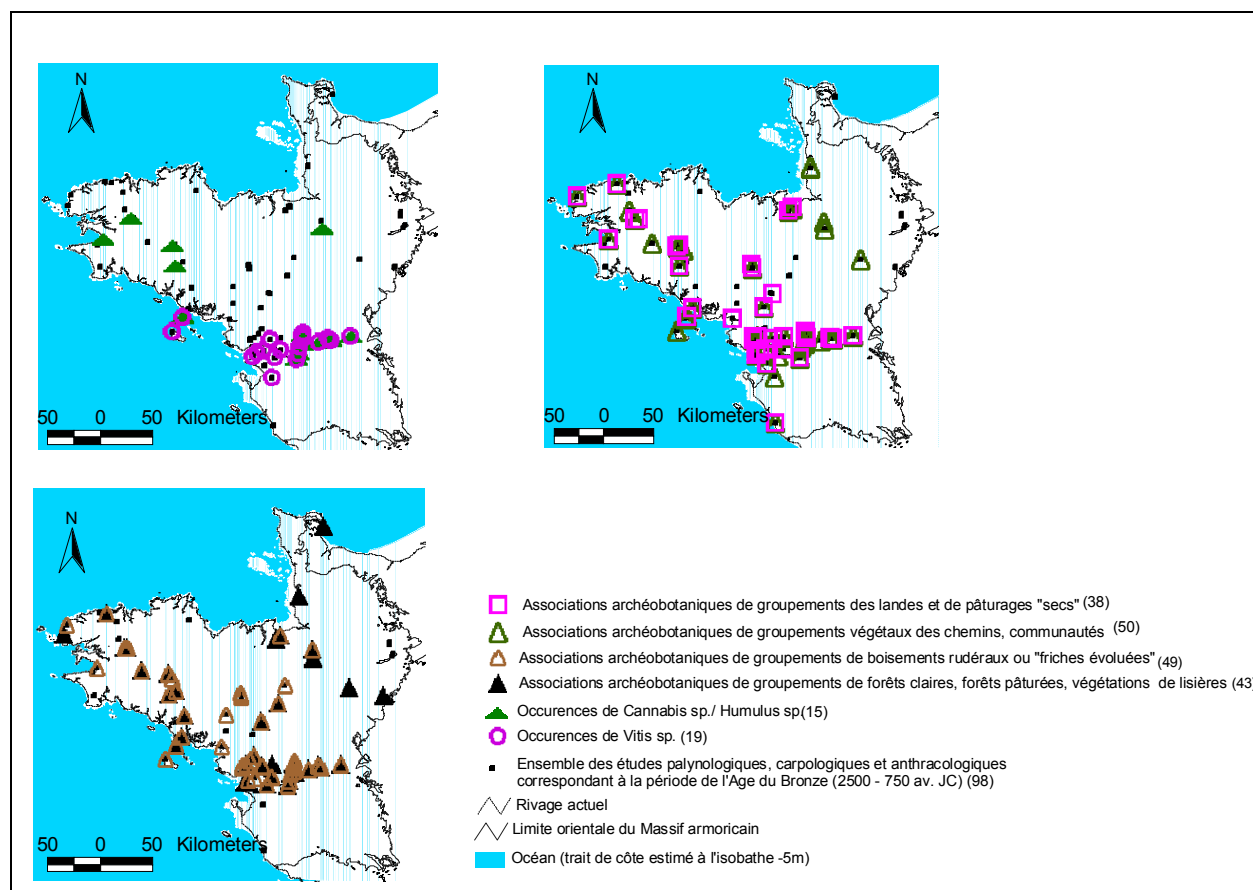 N
N
50 0 50 Kilometers
50 0 50 Kilometers
N
50 0 50 Kilometers
Associations archéobotaniques de groupements des landes et de pâturages "secs" (38)
Associations archéobotaniques de groupements végétaux des chemins, communautés (50)
Associations archéobotaniques de groupements de boisements rudéraux ou "friches évoluées" (49)
Associations archéobotaniques de groupements de forêts claires, forêts pâturées, végétations de lisières (43)
Occurences de Cannabis sp./ Humulus sp(15)
Occurences de Vitis sp. (19)
Ensemble des études palynologiques, carpologiques et anthracologiques
correspondant à la période de l'Age du Bronze (2500 - 750 av. JC) (98)
Rivage actuel
Limite orientale du Massif armoricain
Océan (trait de côte estimé à l'isobathe -5m)